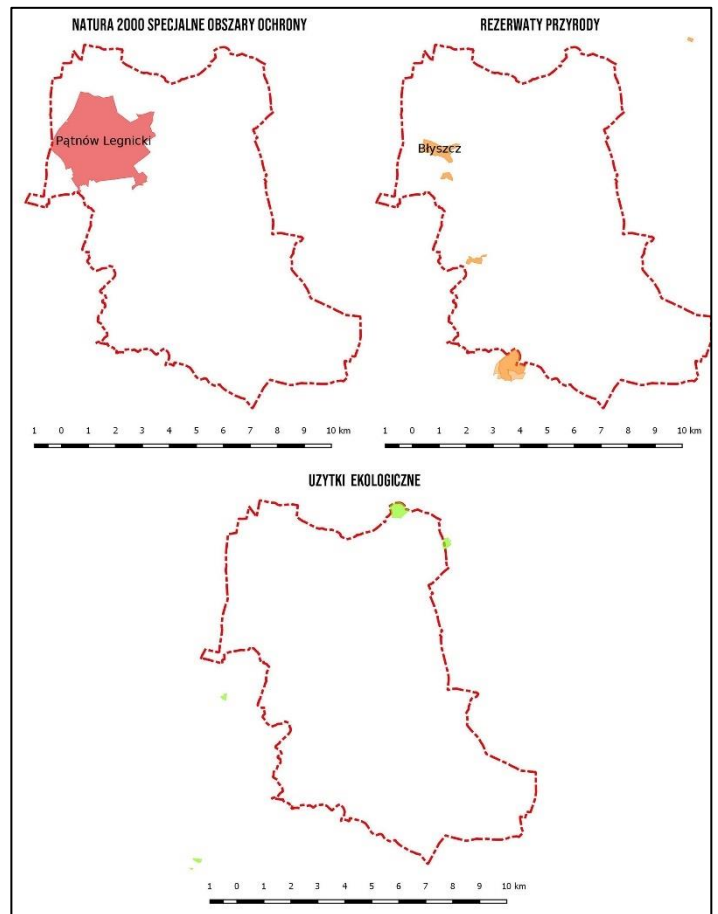 NATURA 2000 SPECJALNE OBSZARY OCHRONY
Pątnów Legnicki
1 0 1 2 3 4 5 6 7 8 9 10 km
REZERWATY PRZYRODY
Błyszcz
1 0 1 2 3 4 5 6 7 8 9 10 km
UZYTKI EKOLOGICZNE
1 0 1 2 3 4 5 6 7 8 9 10 km